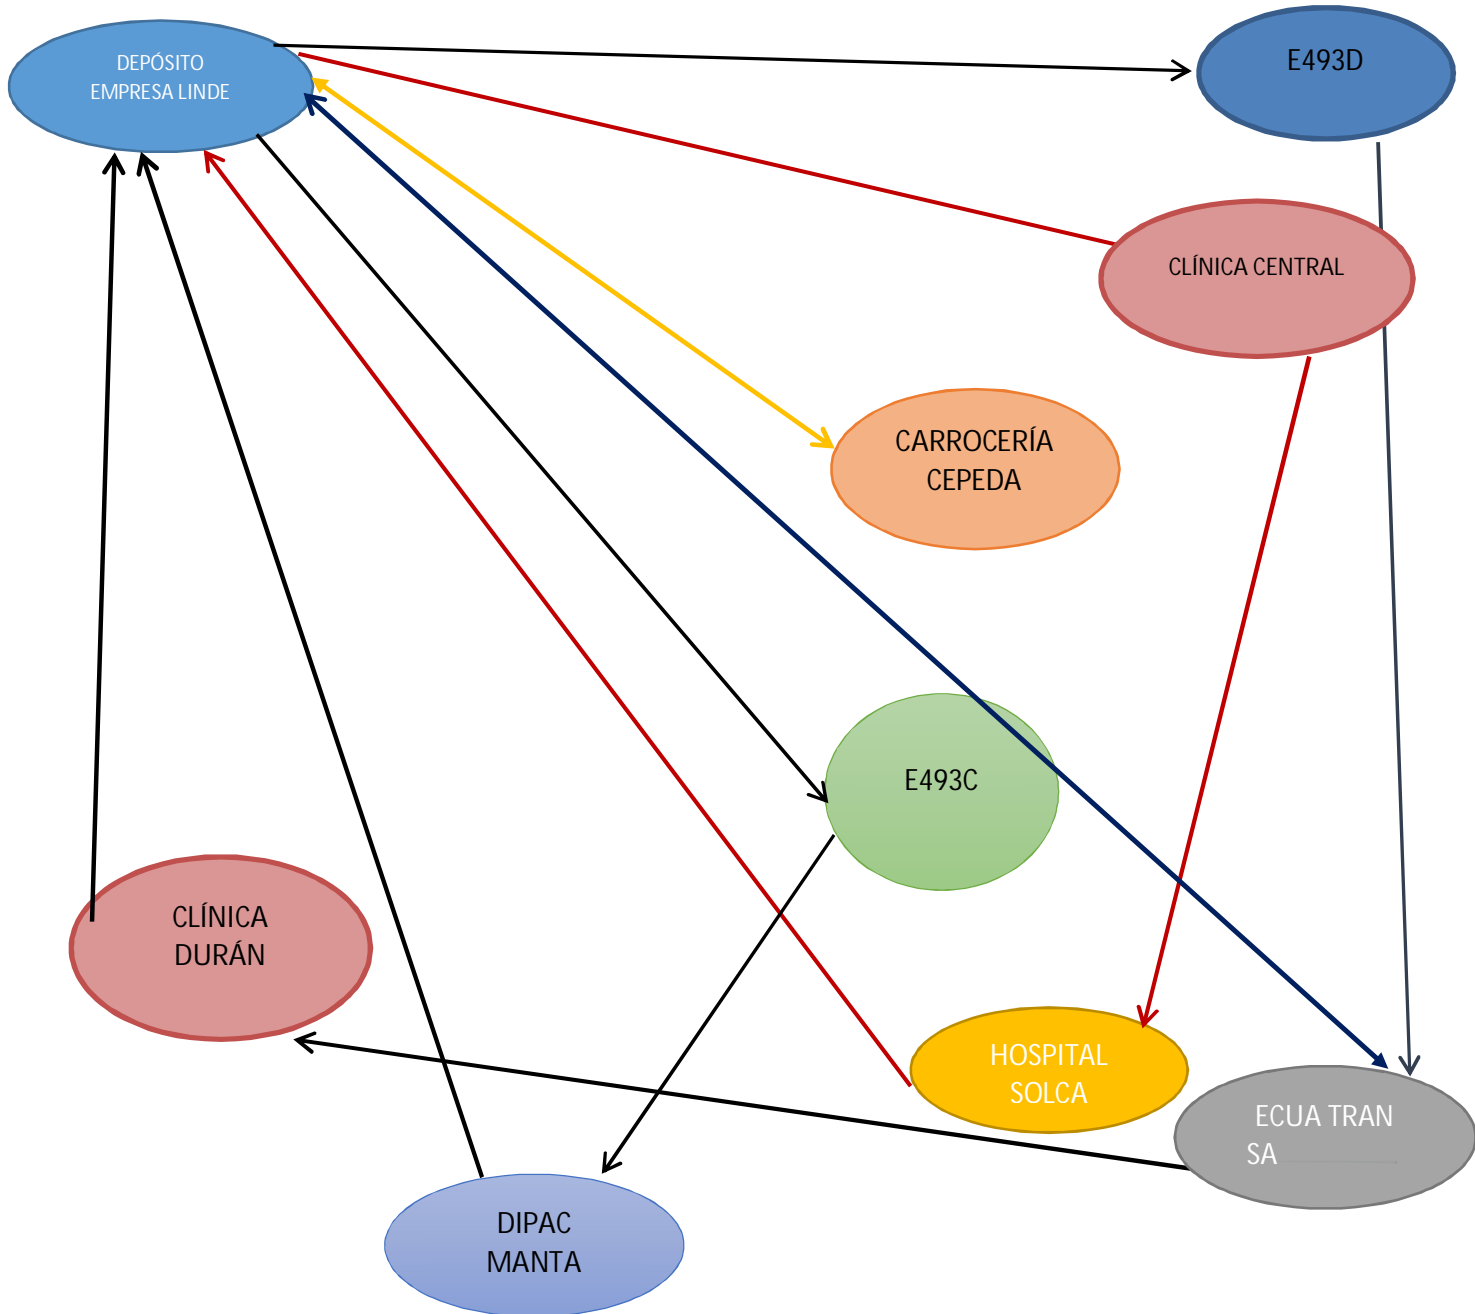 DEPÓSITO
EMPRESA LINDE
E493D
CLÍNICA CENTRAL
CARROCERÍA
CEPEDA
E493C
CLÍNICA
DURÁN
HOSPITAL
SOLCA
ECUA TRAN
SA
DIPAC
MANTA